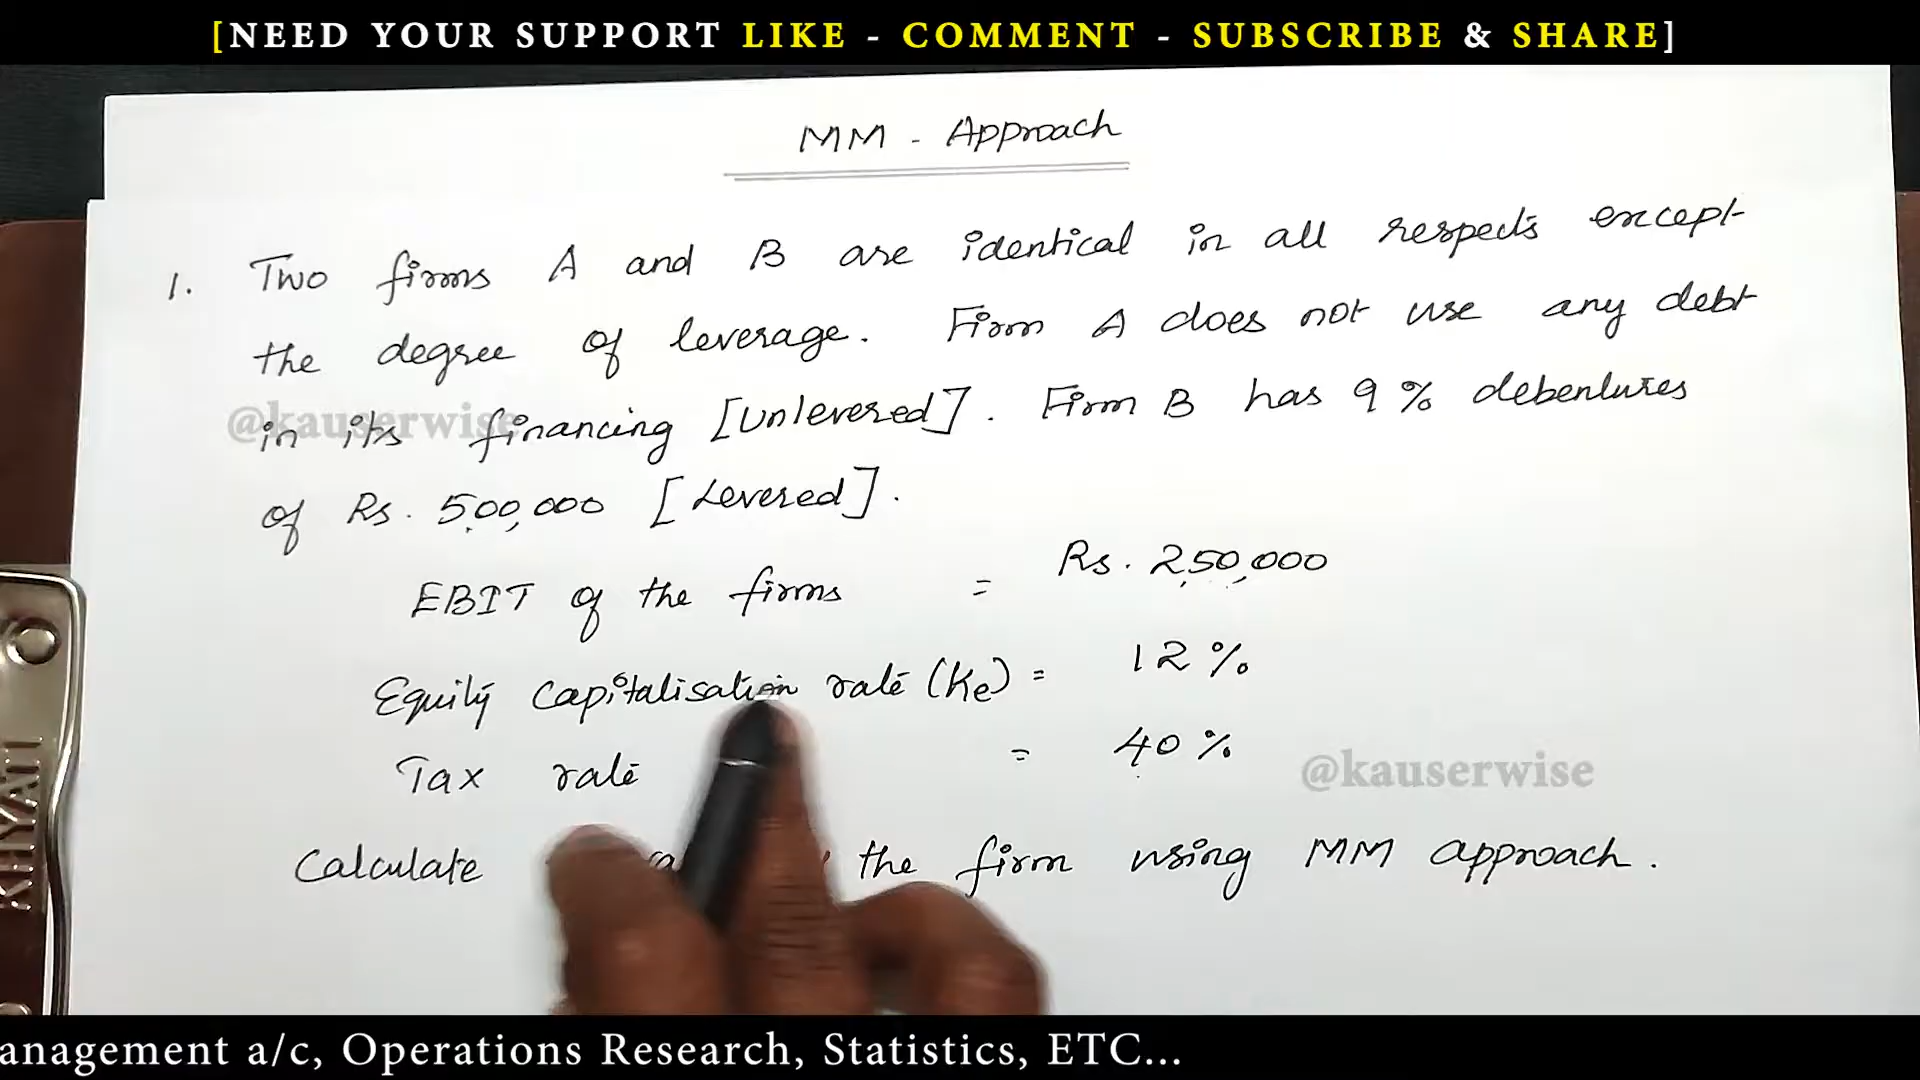 [NEED YOUR SUPPORT LIKE - COMMENT - SUBSCRIBE & SHARE]
MM - Approach
1. Two firms A and B are identical in all respects except
the degree of leverage. Firm A does not use any debt
in its financing [Unlevered]. Firm B has 9% debentures
@kauserwise
of Rs. 5,00,000 [Levered].
EBIT of the firms = Rs. 2,50,000
Equity Capitalisation rate (Ke) = 12%
Tax rate = 40%
@kauserwise
Calculate the firm using MM approach.
KHYATI
anagement a/c, Operations Research, Statistics, ETC...